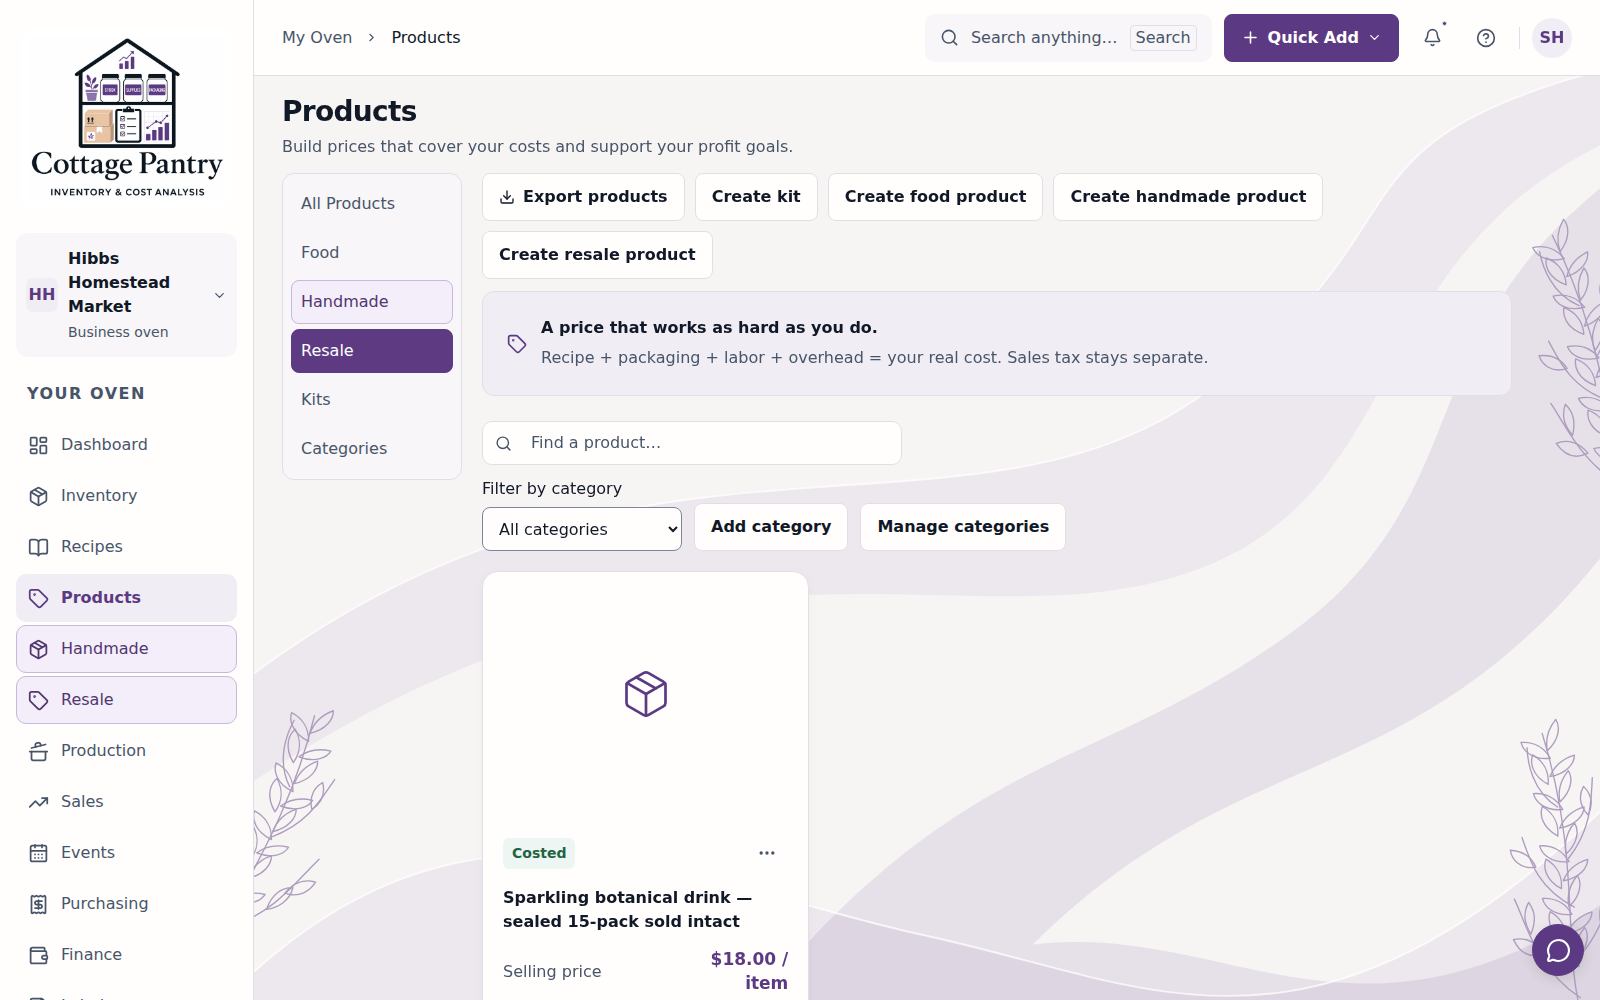 Cottage Pantry
INVENTORY & COST ANALYSIS
HH
Hibbs
Homestead
Market
Business oven
YOUR OVEN
Dashboard
Inventory
Recipes
Products
Handmade
Resale
Production
Sales
Events
Purchasing
Finance
My Oven > Products
Search anything... Search
+ Quick Add
SH
Products
Build prices that cover your costs and support your profit goals.
All Products
Food
Handmade
Resale
Kits
Categories
Export products
Create kit
Create food product
Create handmade product
Create resale product
A price that works as hard as you do.
Recipe + packaging + labor + overhead = your real cost. Sales tax stays separate.
Find a product...
Filter by category
All categories
Add category
Manage categories
Costed
Sparkling botanical drink —
sealed 15-pack sold intact
Selling price
$18.00 /
item